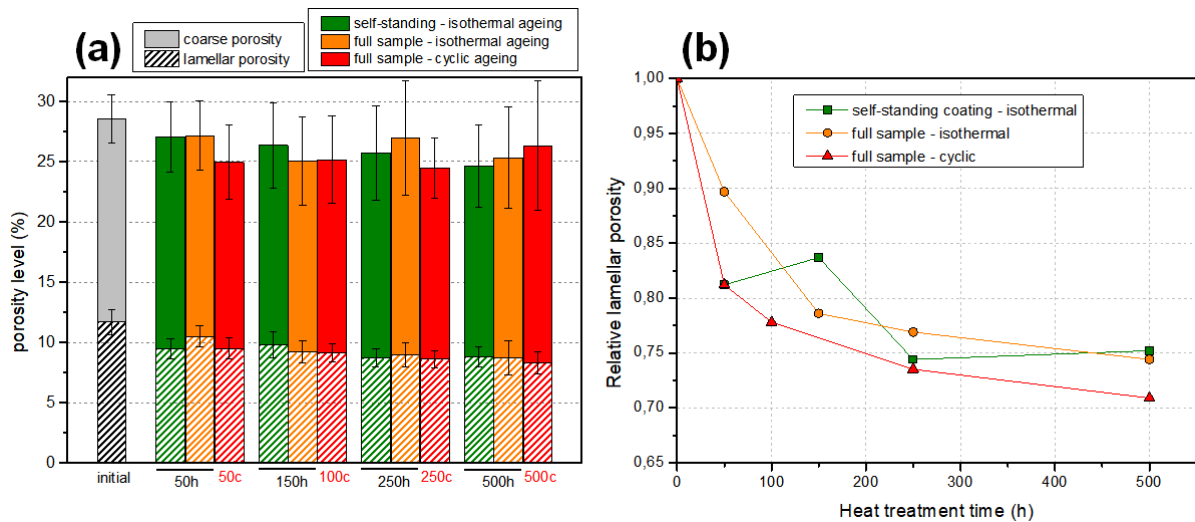 (a)
coarse porosity
lamellar porosity
self-standing - isothermal ageing
full sample - isothermal ageing
full sample - cyclic ageing
porosity level (%)
30
25
20
15
10
5
0
initial
50h
50c
150h
100c
250h
250c
500h
500c
(b)
self-standing coating - isothermal
full sample - isothermal
full sample - cyclic
Relative lamellar porosity
1,00
0,95
0,90
0,85
0,80
0,75
0,70
0,65
0
100
200
300
400
500
Heat treatment time (h)